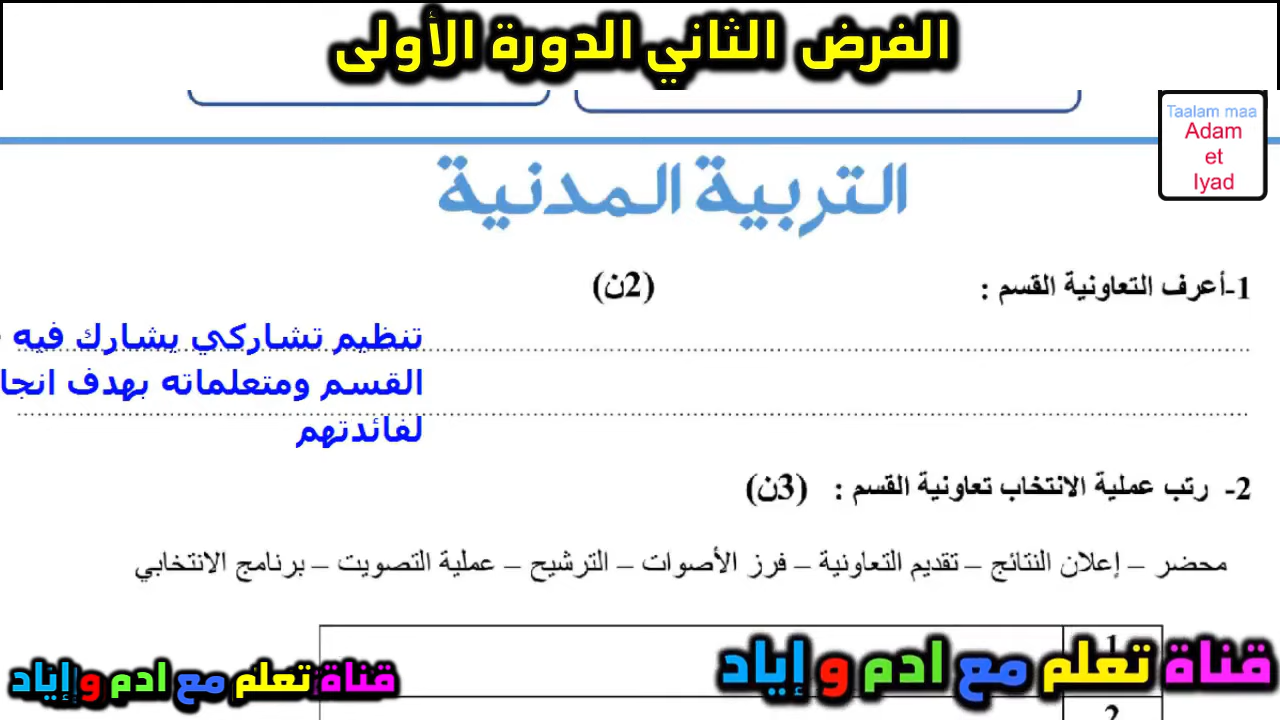 الفرض الثاني الدورة الأولى
Taalam maa
Adam
et
Iyad
التربية المدنية
1-أعرف التعاونية القسم : (2ن)
تنظيم تشاركي يشارك فيه
القسم ومتعلماته بهدف
لفائدتهم
2- رتب عملية الانتخاب تعاونية القسم : (3ن)
محضر – إعلان النتائج – تقديم التعاونية – فرز الأصوات – الترشيح – عملية التصويت – برنامج الانتخابي
1
قناة تعلم مع ادم و إياد
قناة تعلم مع ادم و إياد
2